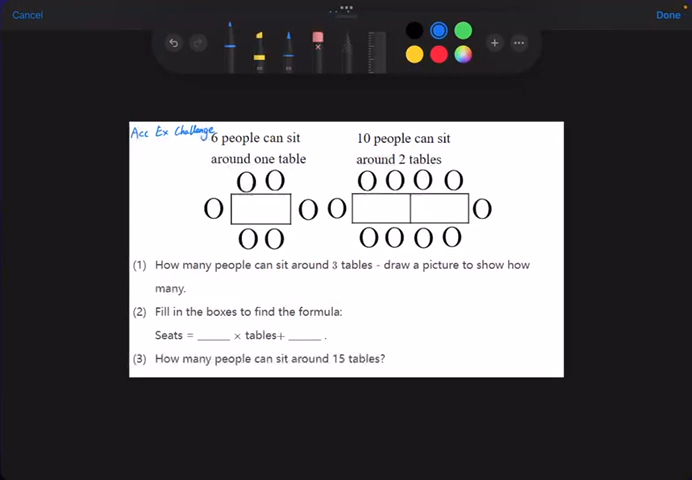 Cancel
Done
Acc Ex Challenge
6 people can sit
around one table
10 people can sit
around 2 tables
(1) How many people can sit around 3 tables - draw a picture to show how
many.
(2) Fill in the boxes to find the formula:
Seats = _____ × tables+ _____ .
(3) How many people can sit around 15 tables?